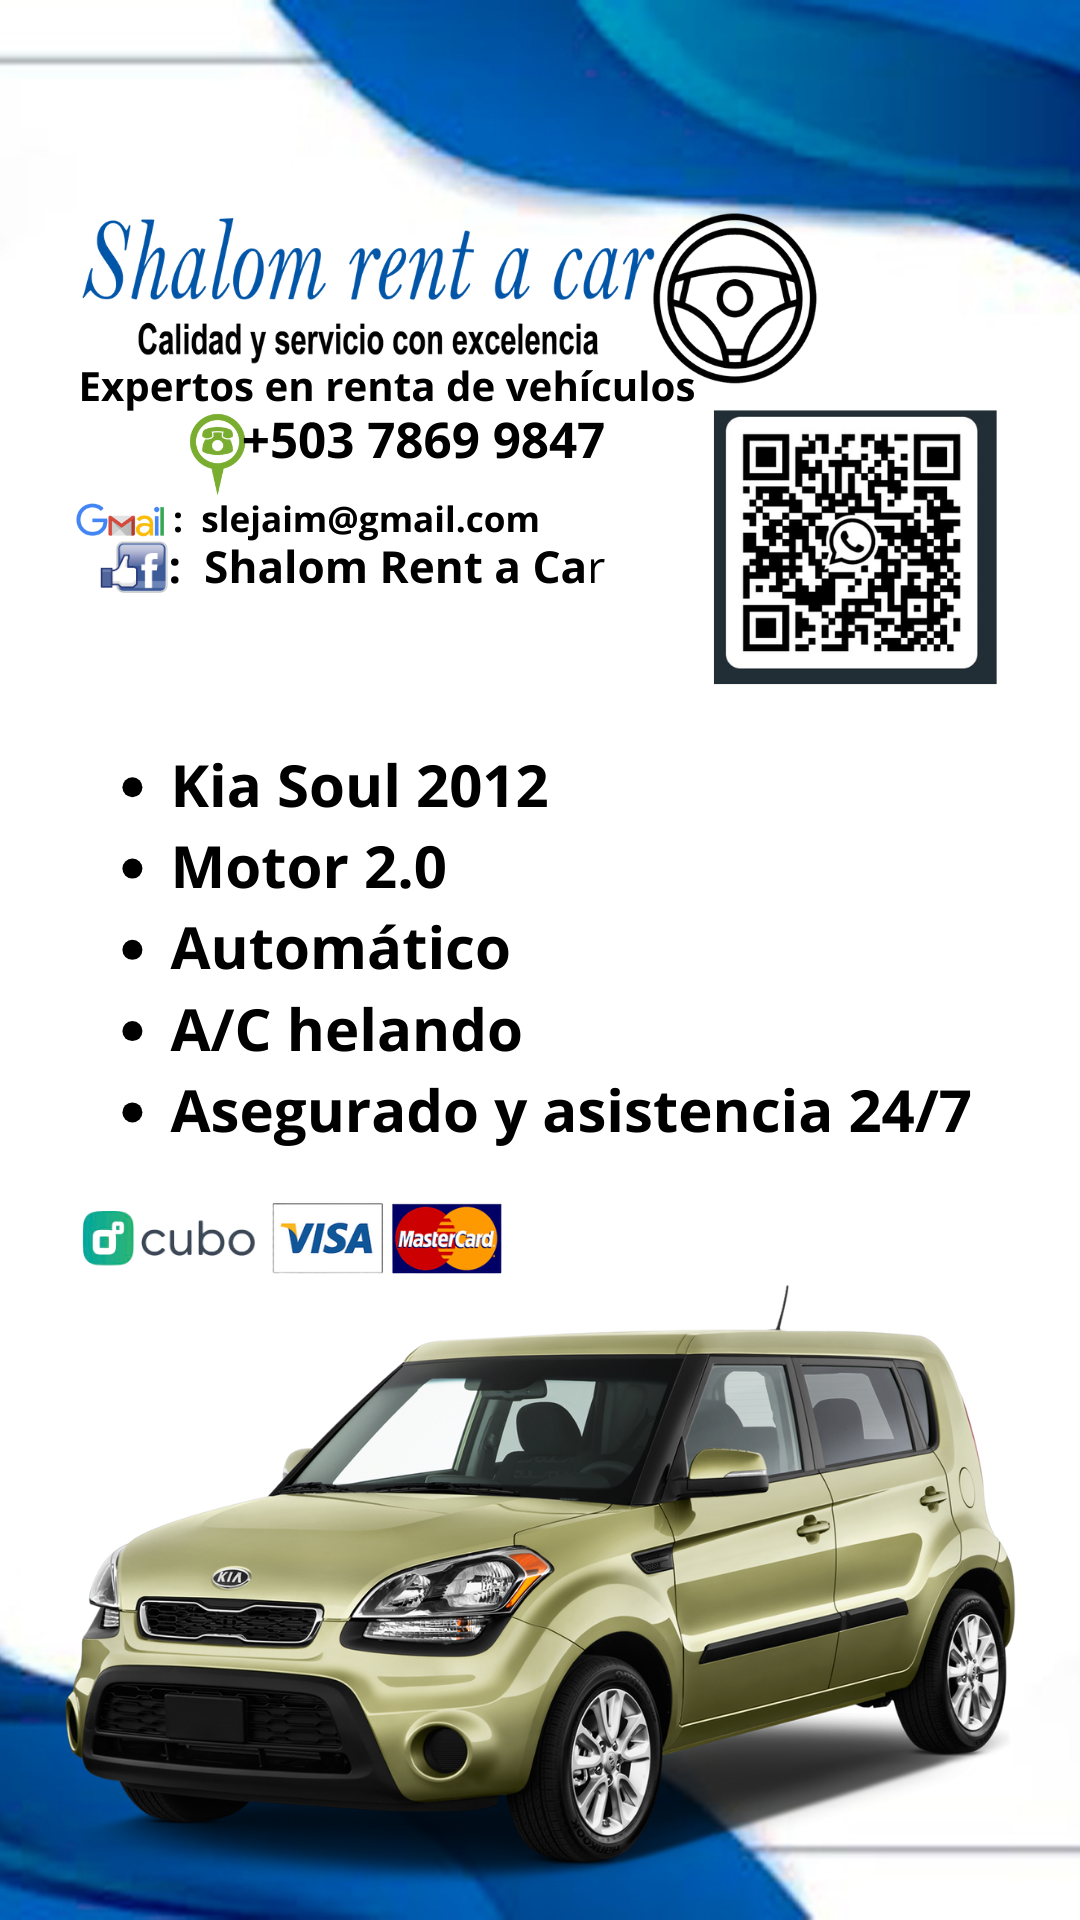 Shalom rent a car
Calidad y servicio con excelencia
Expertos en renta de vehículos
+503 7869 9847
GMail : slejaim@gmail.com
f : Shalom Rent a Car
• Kia Soul 2012
• Motor 2.0
• Automático
• A/C helando
• Asegurado y asistencia 24/7
cubo VISA MasterCard
KIA